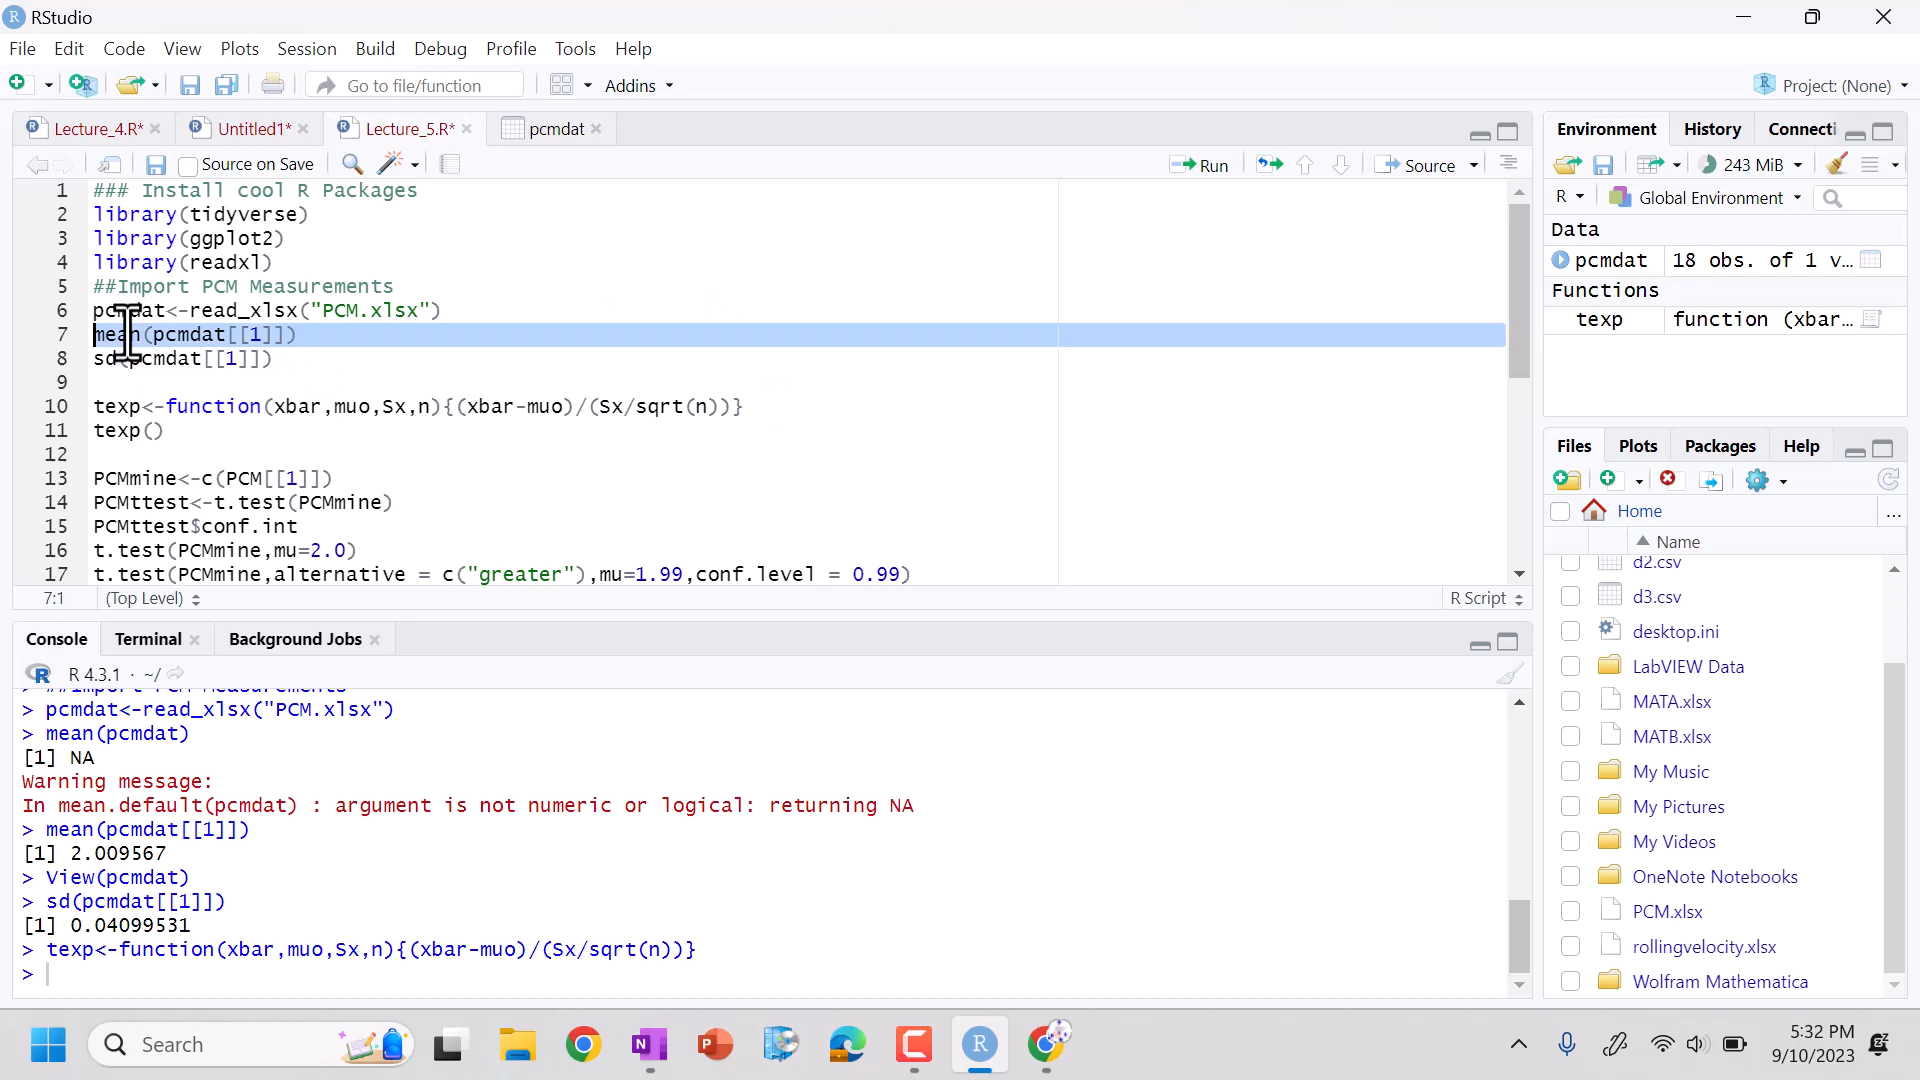 RStudio
File Edit Code View Plots Session Build Debug Profile Tools Help
Go to file/function Addins Project: (None)
Lecture_4.R* Untitled1* Lecture_5.R* pcmdat
Source on Save Run Source
1 ### Install cool R Packages
2 library(tidyverse)
3 library(ggplot2)
4 library(readxl)
5 ##Import PCM Measurements
6 pcmdat<-read_xlsx("PCM.xlsx")
7 mean(pcmdat[[1]])
8 sd(pcmdat[[1]])
9
10 texp<-function(xbar,muo,Sx,n){(xbar-muo)/(Sx/sqrt(n))}
11 texp()
12
13 PCMmine<-c(PCM[[1]])
14 PCMttest<-t.test(PCMmine)
15 PCMttest$conf.int
16 t.test(PCMmine,mu=2.0)
17 t.test(PCMmine,alternative = c("greater"),mu=1.99,conf.level = 0.99)
7:1 (Top Level) R Script
Console Terminal Background Jobs
R 4.3.1 · ~/
> ##Import PCM Measurements
> pcmdat<-read_xlsx("PCM.xlsx")
> mean(pcmdat)
[1] NA
Warning message:
In mean.default(pcmdat) : argument is not numeric or logical: returning NA
> mean(pcmdat[[1]])
[1] 2.009567
> View(pcmdat)
> sd(pcmdat[[1]])
[1] 0.04099531
> texp<-function(xbar,muo,Sx,n){(xbar-muo)/(Sx/sqrt(n))}
>
Environment History Connecti
243 MiB
R Global Environment
Data
pcmdat 18 obs. of 1 v…
Functions
texp function (xbar…
Files Plots Packages Help
Home ...
Name
d2.csv
d3.csv
desktop.ini
LabVIEW Data
MATA.xlsx
MATB.xlsx
My Music
My Pictures
My Videos
OneNote Notebooks
PCM.xlsx
rollingvelocity.xlsx
Wolfram Mathematica
Search
5:32 PM
9/10/2023